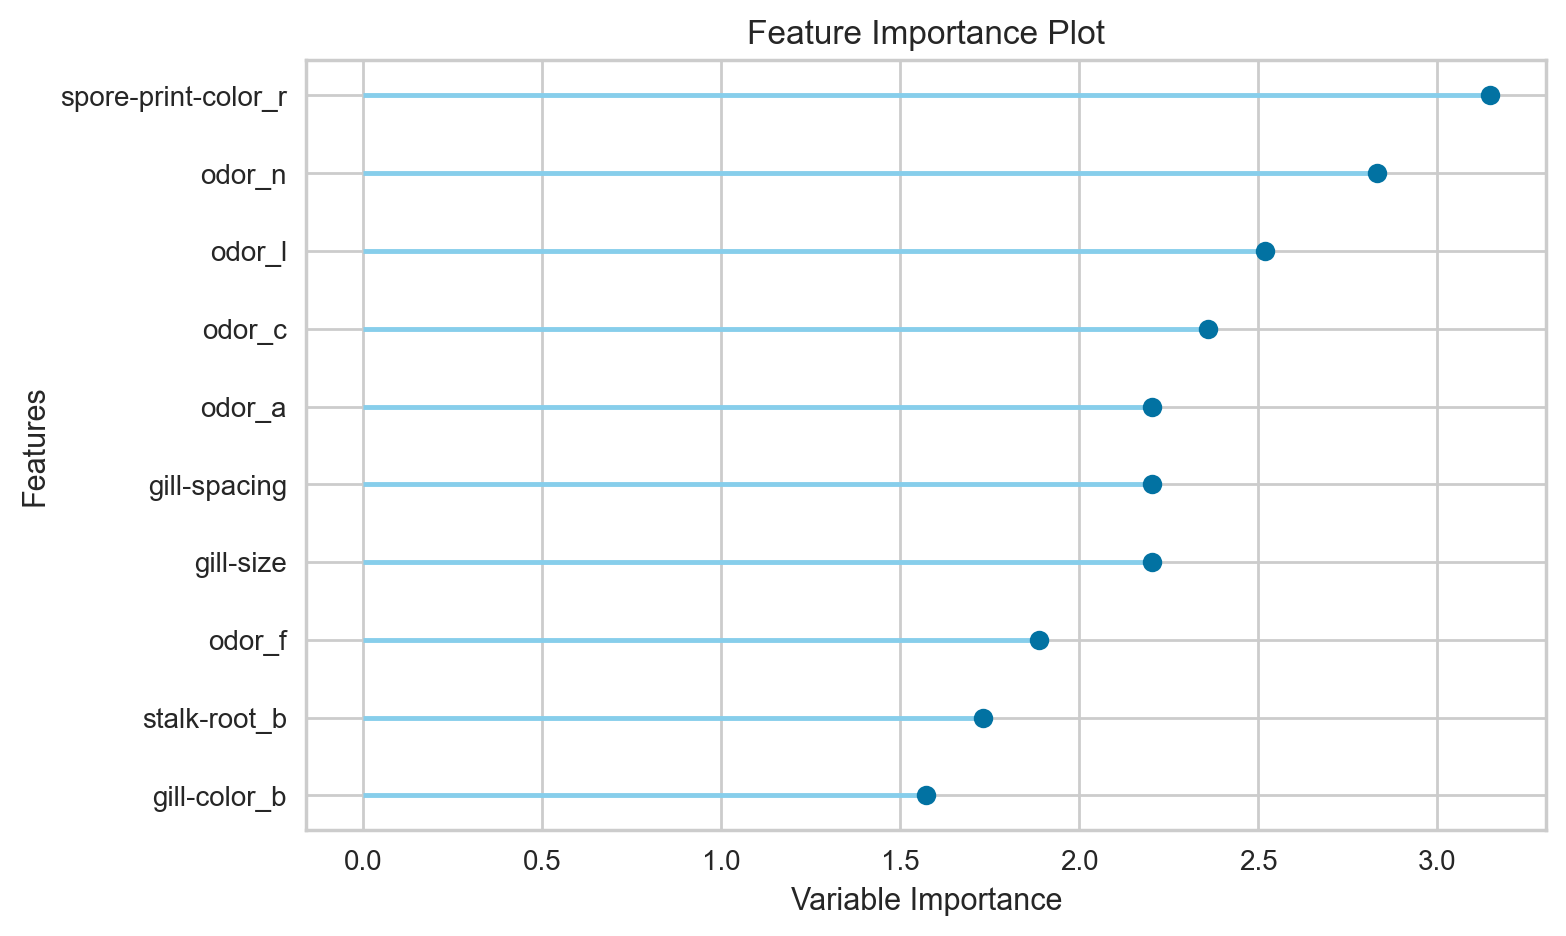 Feature Importance Plot
spore-print-color_r
odor_n
odor_l
odor_c
odor_a
gill-spacing
gill-size
odor_f
stalk-root_b
gill-color_b
Features
0.0 0.5 1.0 1.5 2.0 2.5 3.0
Variable Importance